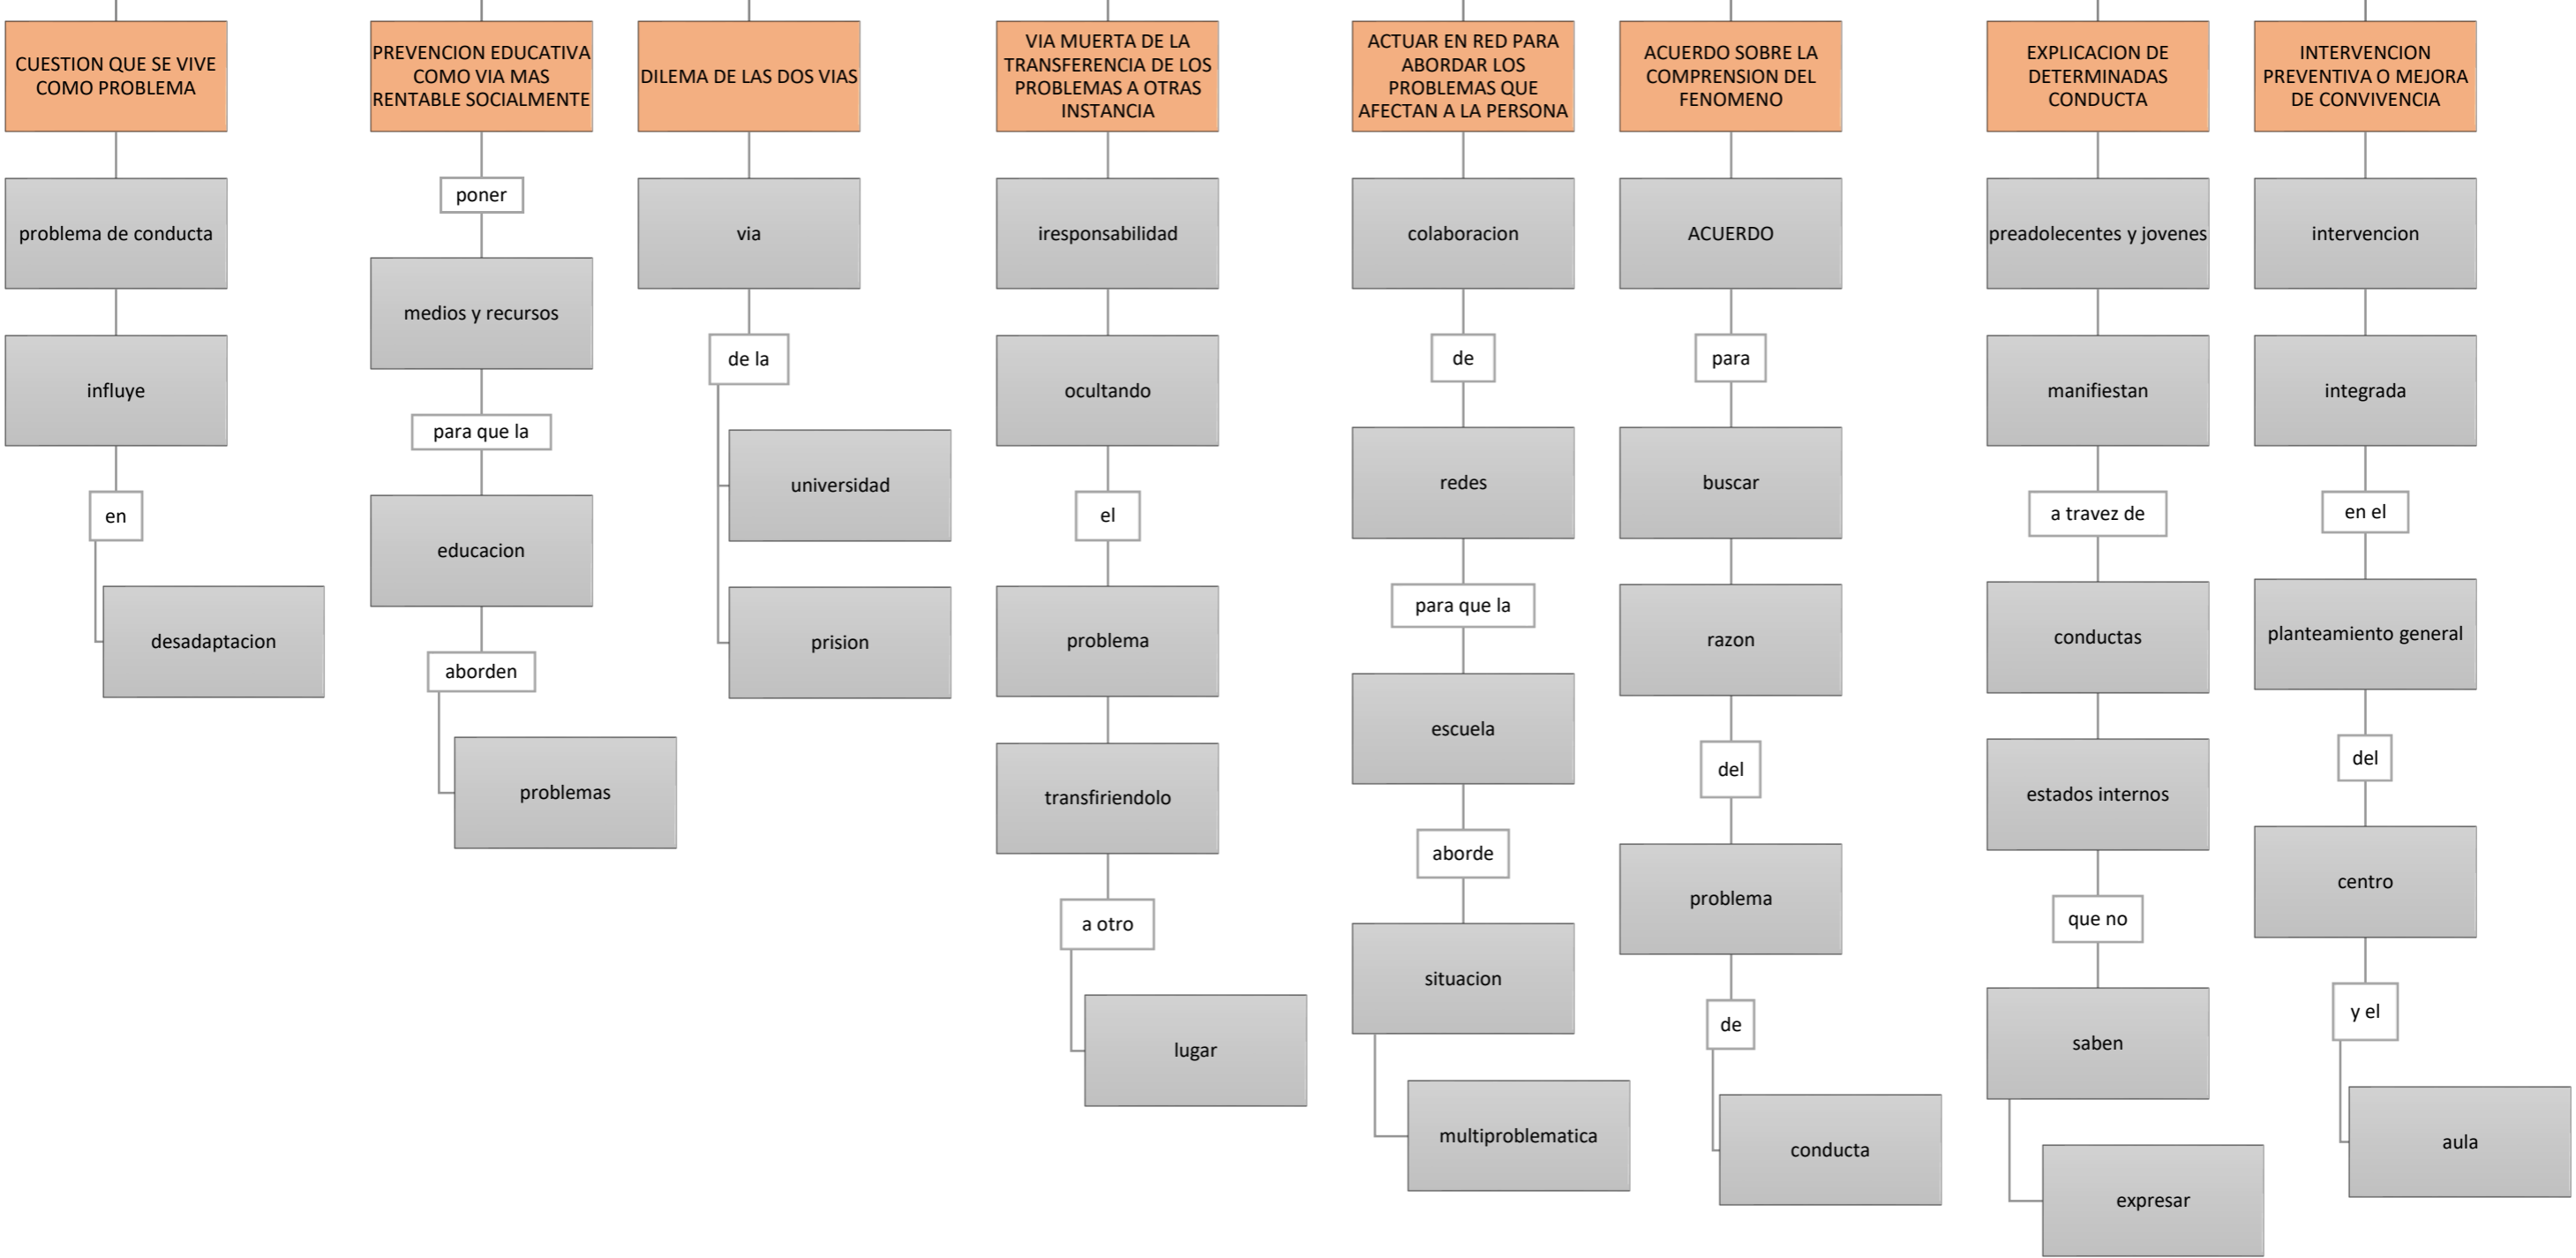 CUESTION QUE SE VIVE
COMO PROBLEMA
problema de conducta
influye
en
desadaptacion
PREVENCION EDUCATIVA
COMO VIA MAS
RENTABLE SOCIALMENTE
poner
medios y recursos
para que la
educacion
aborden
problemas
DILEMA DE LAS DOS VIAS
via
de la
universidad
prision
VIA MUERTA DE LA
TRANSFERENCIA DE LOS
PROBLEMAS A OTRAS
INSTANCIA
iresponsabilidad
ocultando
el
problema
transfiriendolo
a otro
lugar
ACTUAR EN RED PARA
ABORDAR LOS
PROBLEMAS QUE
AFECTAN A LA PERSONA
colaboracion
de
redes
para que la
escuela
aborde
situacion
multiproblematica
ACUERDO SOBRE LA
COMPRENSION DEL
FENOMENO
ACUERDO
para
buscar
razon
del
problema
de
conducta
EXPLICACION DE
DETERMINADAS
CONDUCTA
preadolecentes y jovenes
manifiestan
a travez de
conductas
estados internos
que no
saben
expresar
INTERVENCION
PREVENTIVA O MEJORA
DE CONVIVENCIA
intervencion
integrada
en el
planteamiento general
del
centro
y el
aula